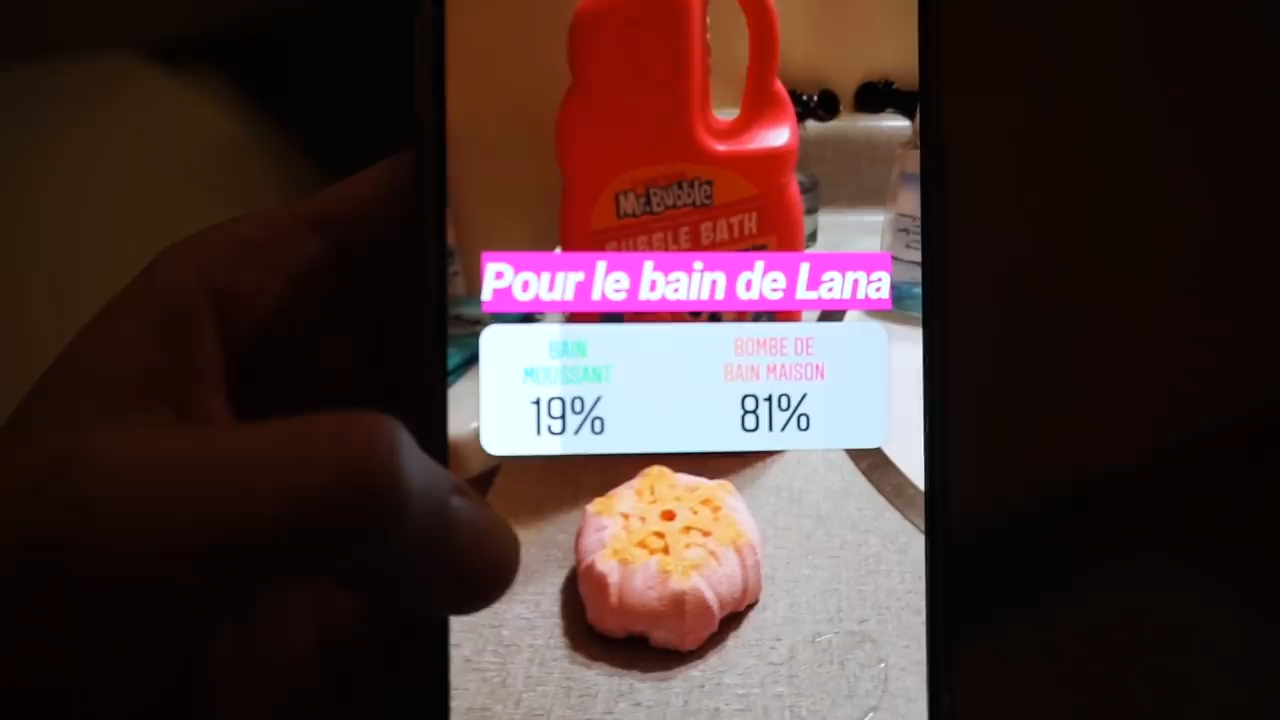 Mr.Bubble
BUBBLE BATH
Pour le bain de Lana
BAIN
MOUSSANT
BOMBE DE
BAIN MAISON
19%
81%